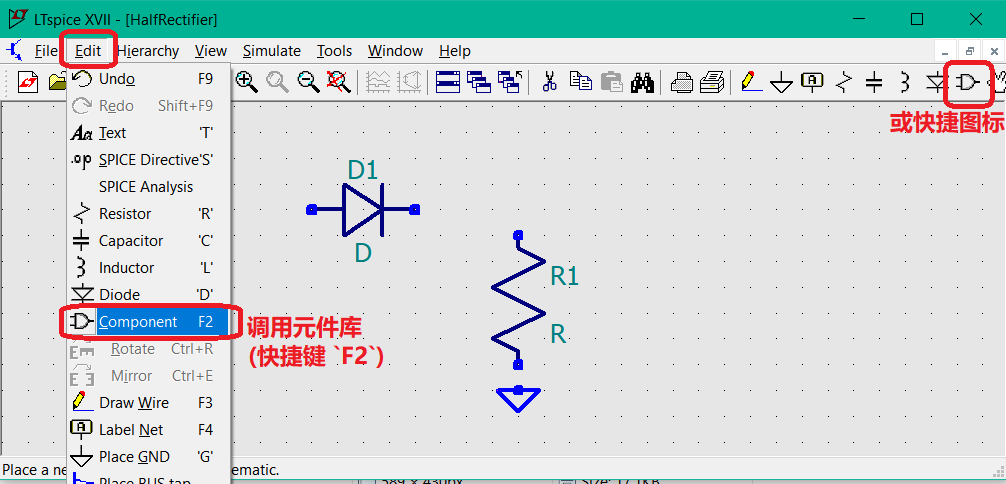 LTspice XVII - [HalfRectifier]
File Edit Hierarchy View Simulate Tools Window Help
Undo F9
Redo Shift+F9
Text 'T'
SPICE Directive'S'
SPICE Analysis
Resistor 'R'
Capacitor 'C'
Inductor 'L'
Diode 'D'
Component F2
Rotate Ctrl+R
Mirror Ctrl+E
Draw Wire F3
Label Net F4
Place GND 'G'
Place BUS tap
或快捷图标
D1
D
R1
R
调用元件库
(快捷键 `F2`)
Place a ne
ematic.
589 × 430px
Size: 17.1KB